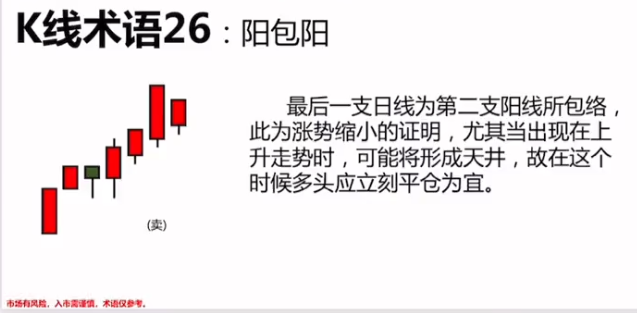 K线术语26：阳包阳
最后一支日线为第二支阳线所包络，
此为涨势缩小的证明，尤其当出现在上
升走势时，可能将形成天井，故在这个
时候多头应立刻平仓为宜。
(卖)
市场有风险，入市需谨慎，术语仅参考。